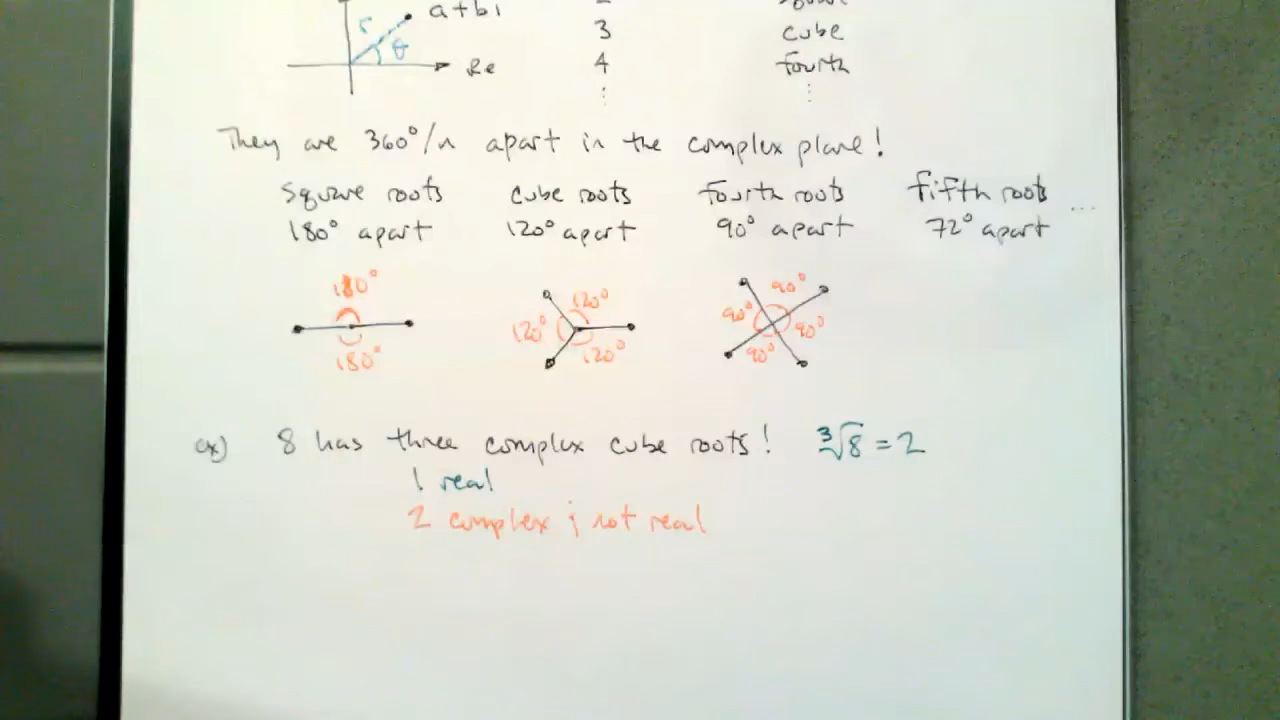 a+bi
r
θ
Re
3 cube
4 fourth
⋮ ⋮
They are 360°/n apart in the complex plane!
square roots cube roots fourth roots fifth roots ...
180° apart 120° apart 90° apart 72° apart
180°
180°
120°
120°
120°
90°
90°
90°
90°
ex) 8 has three complex cube roots! ∛8 = 2
1 real
2 complex ; not real